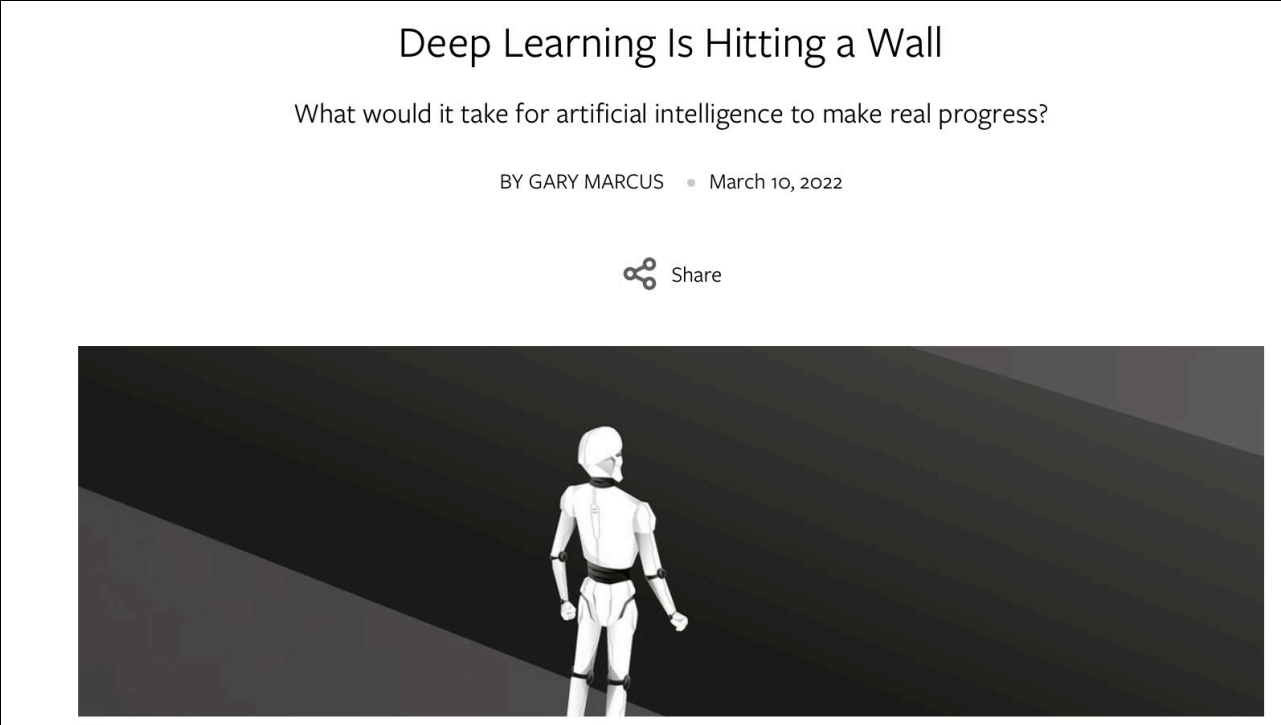 Deep Learning Is Hitting a Wall
What would it take for artificial intelligence to make real progress?
BY GARY MARCUS • March 10, 2022
Share